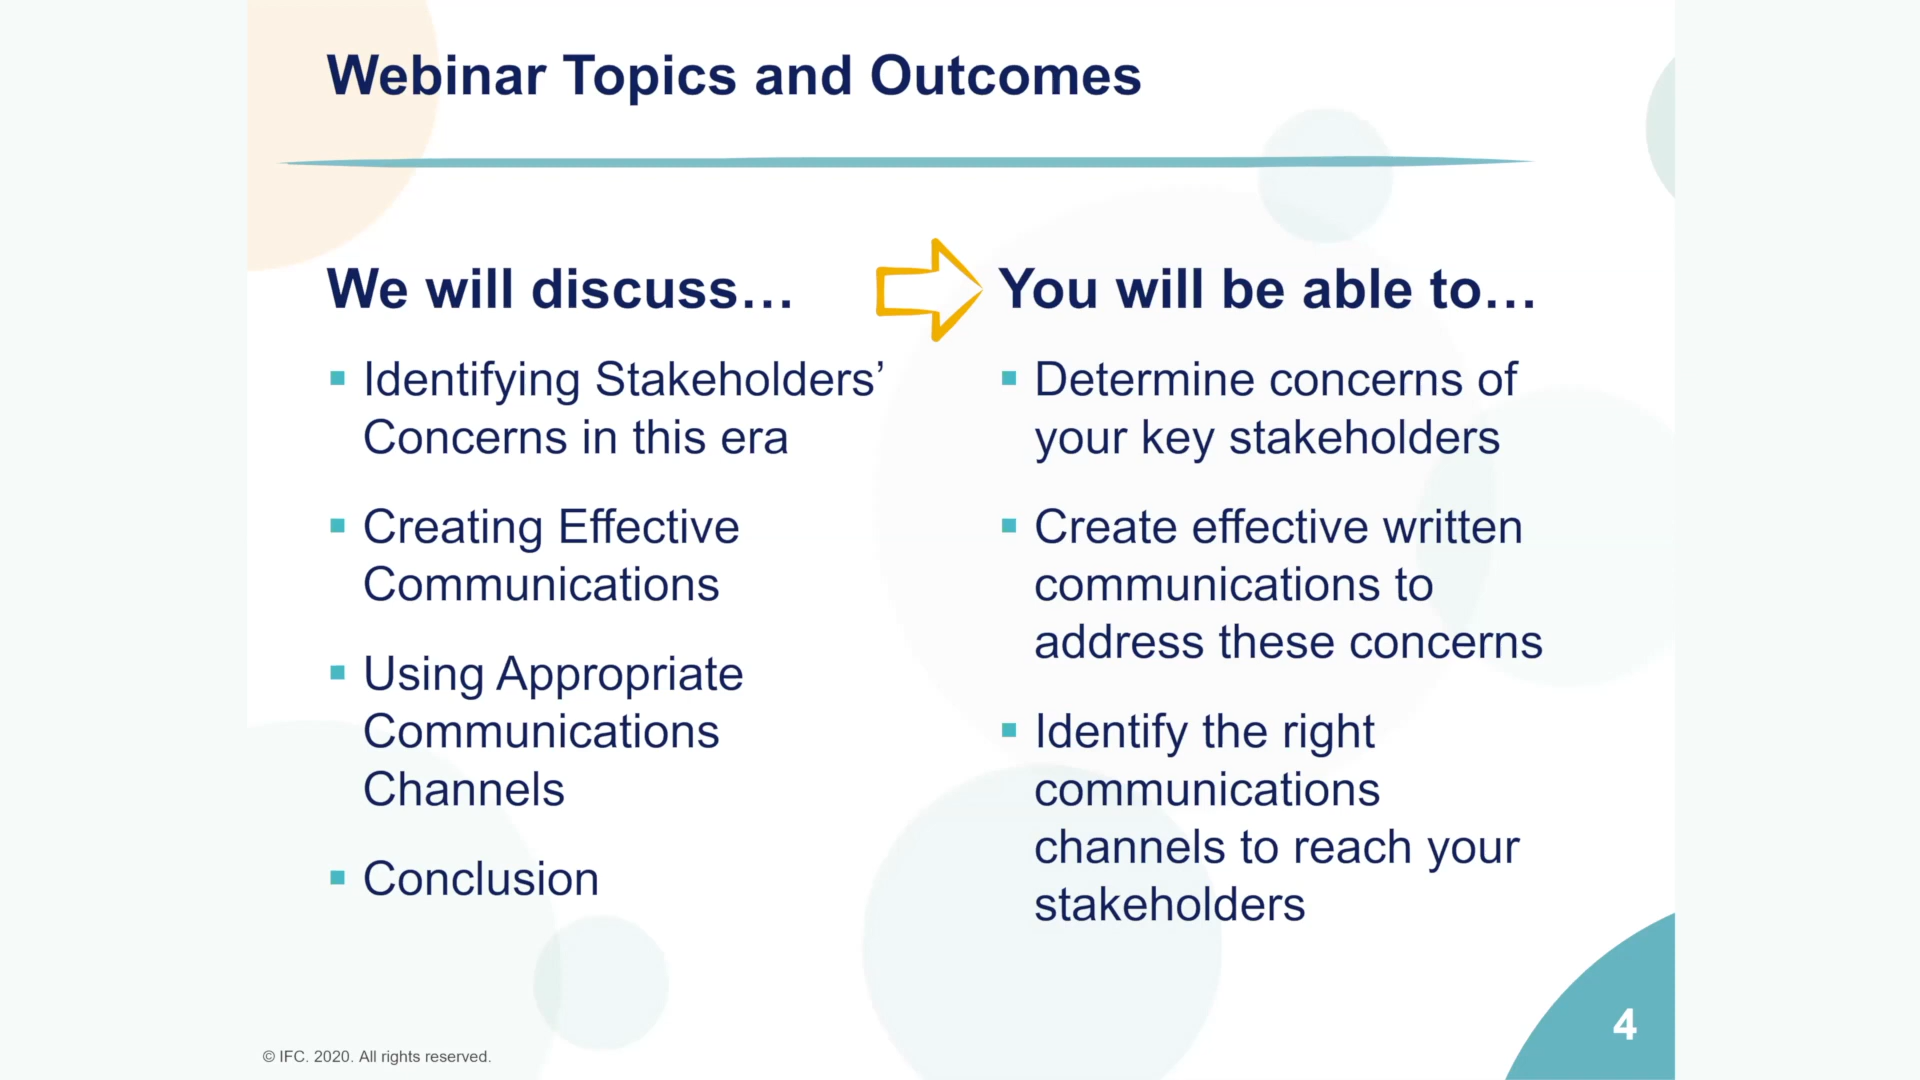 Webinar Topics and Outcomes
We will discuss…
Identifying Stakeholders’
Concerns in this era
Creating Effective
Communications
Using Appropriate
Communications
Channels
Conclusion
You will be able to…
Determine concerns of
your key stakeholders
Create effective written
communications to
address these concerns
Identify the right
communications
channels to reach your
stakeholders
© IFC. 2020. All rights reserved.
4